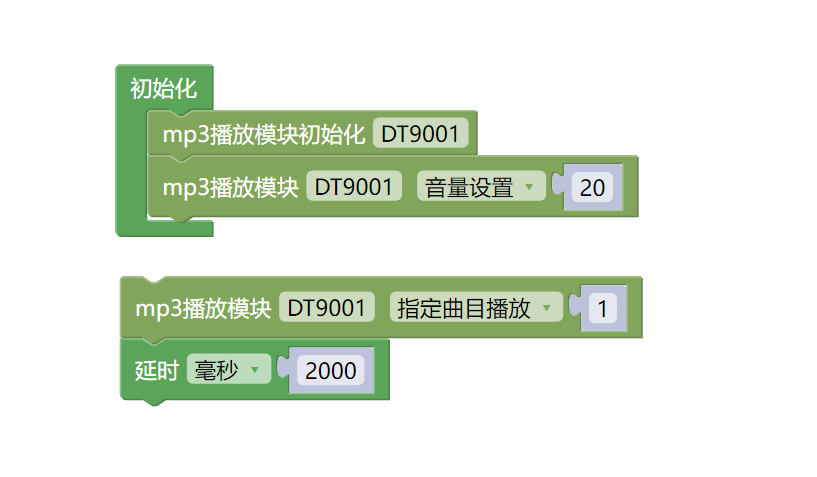 初始化
mp3播放模块初始化 DT9001
mp3播放模块 DT9001 音量设置 20
mp3播放模块 DT9001 指定曲目播放 1
延时 毫秒 2000